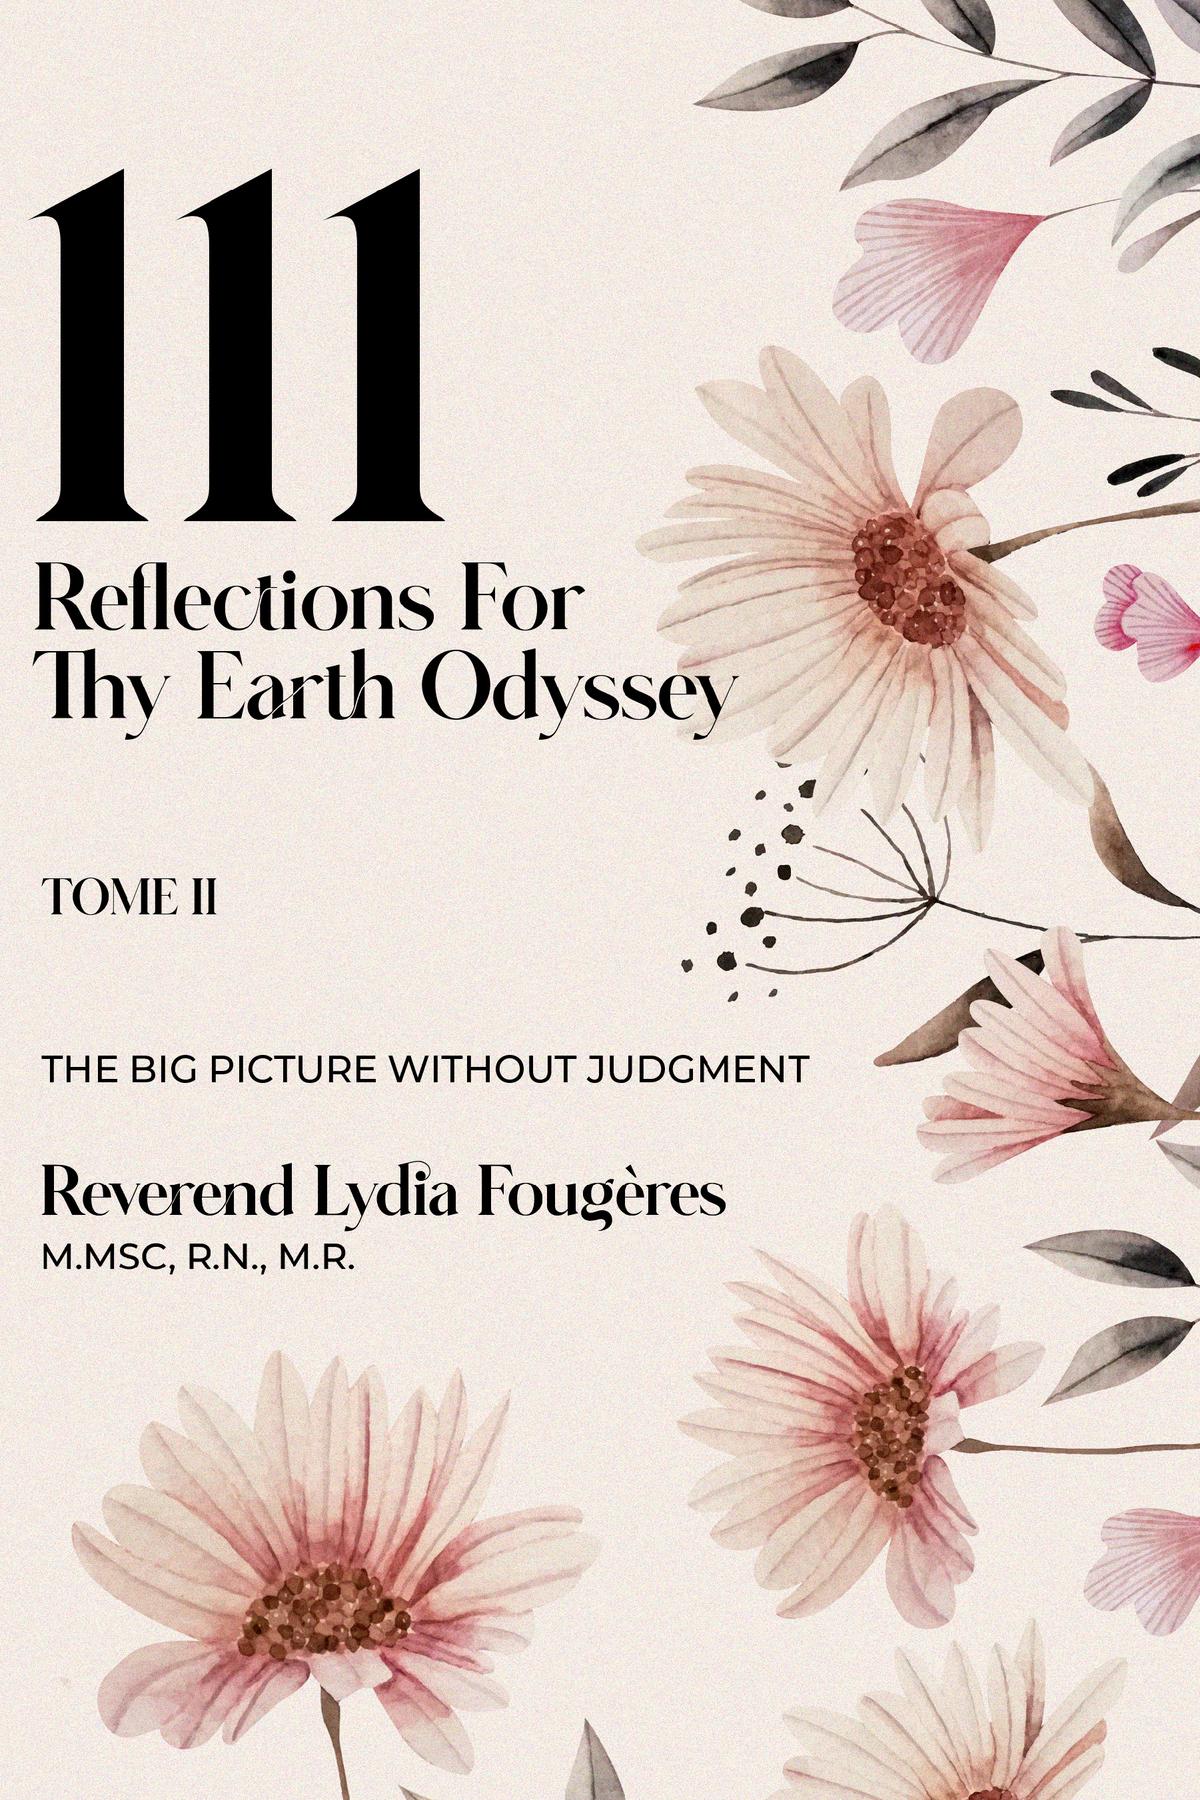 111
Reflections For
Thy Earth Odyssey
TOME II
THE BIG PICTURE WITHOUT JUDGMENT
Reverend Lydia Fougères
M.MSC, R.N., M.R.